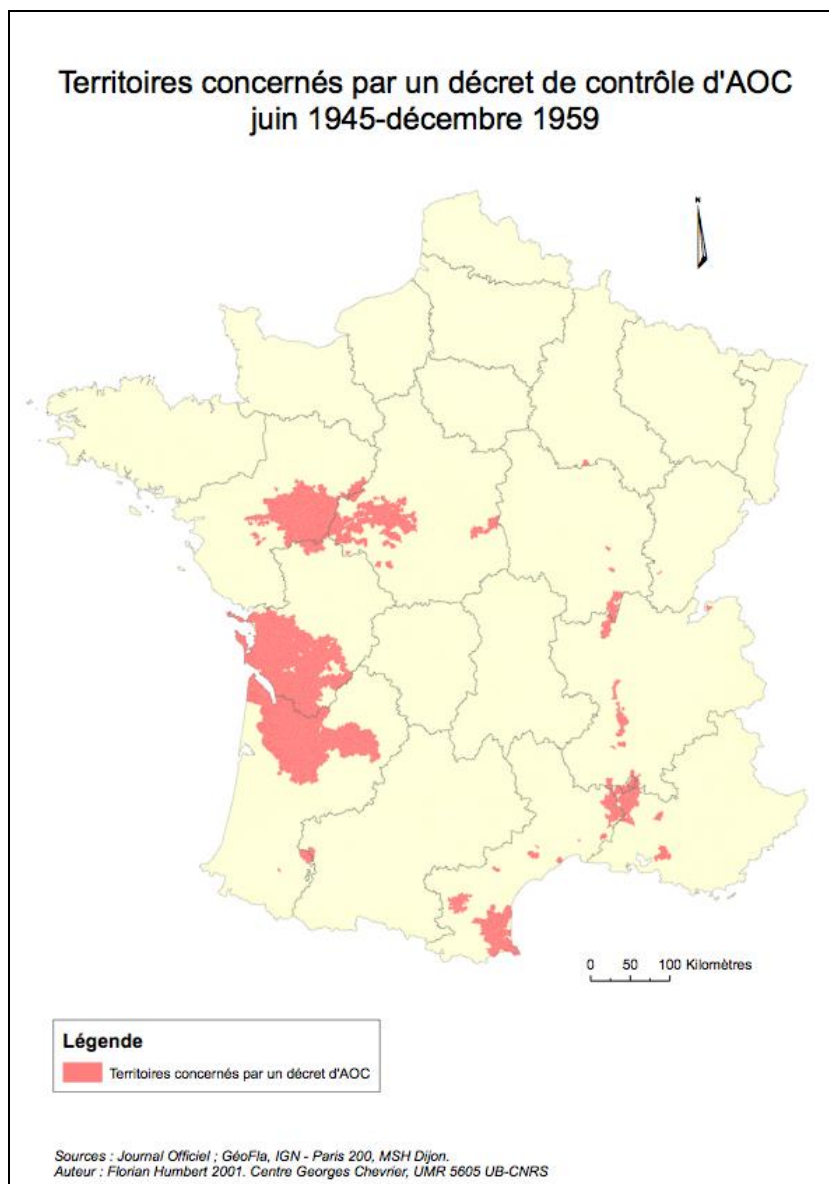 Territoires concernés par un décret de contrôle d'AOC
juin 1945-décembre 1959
N
0 50 100 Kilomètres
Légende
Territoires concernés par un décret d'AOC
Sources : Journal Officiel ; GéoFla, IGN - Paris 200, MSH Dijon.
Auteur : Florian Humbert 2001. Centre Georges Chevrier, UMR 5605 UB-CNRS